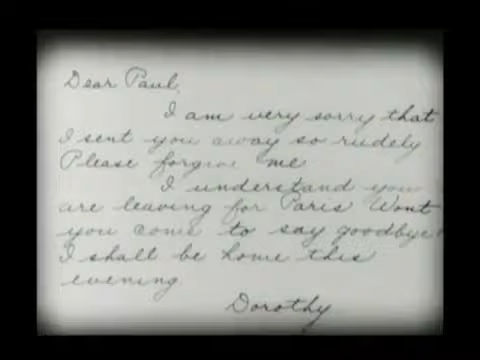 Dear Paul,
I am very sorry that
I sent you away so rudely
Please forgive me
I understand you
are leaving for Paris Wont
you come to say goodbye?
I shall be home this
evening
Dorothy